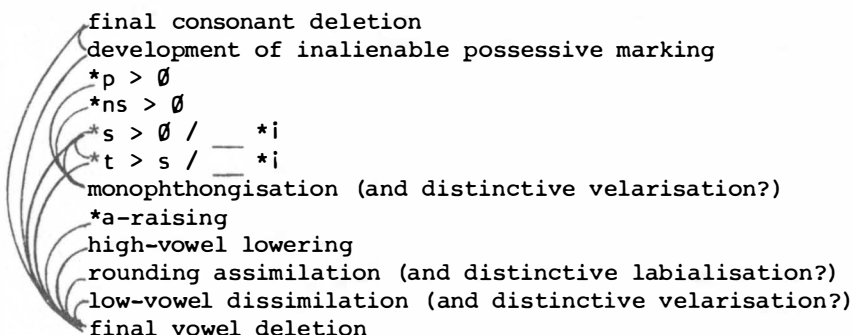 final consonant deletion
development of inalienable possessive marking
*p > Ø
*ns > Ø
*s > Ø / __ *i
*t > s / __ *i
monophthongisation (and distinctive velarisation?)
*a-raising
high-vowel lowering
rounding assimilation (and distinctive labialisation?)
low-vowel dissimilation (and distinctive velarisation?)
final vowel deletion